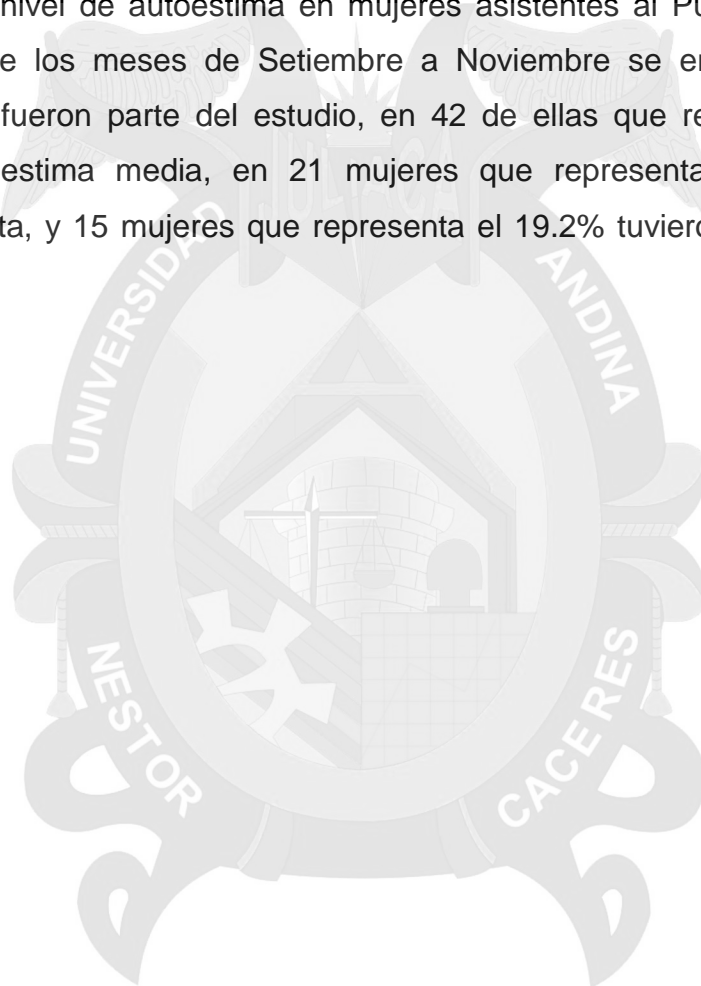 nivel de autoestima en mujeres asistentes al
los meses de Setiembre a Noviembre se
fueron parte del estudio, en 42 de ellas que
estima media, en 21 mujeres que
y 15 mujeres que representa el 19.2%
JULIACA
UNIVERSIDAD
ANDINA
NESTOR
CACERES